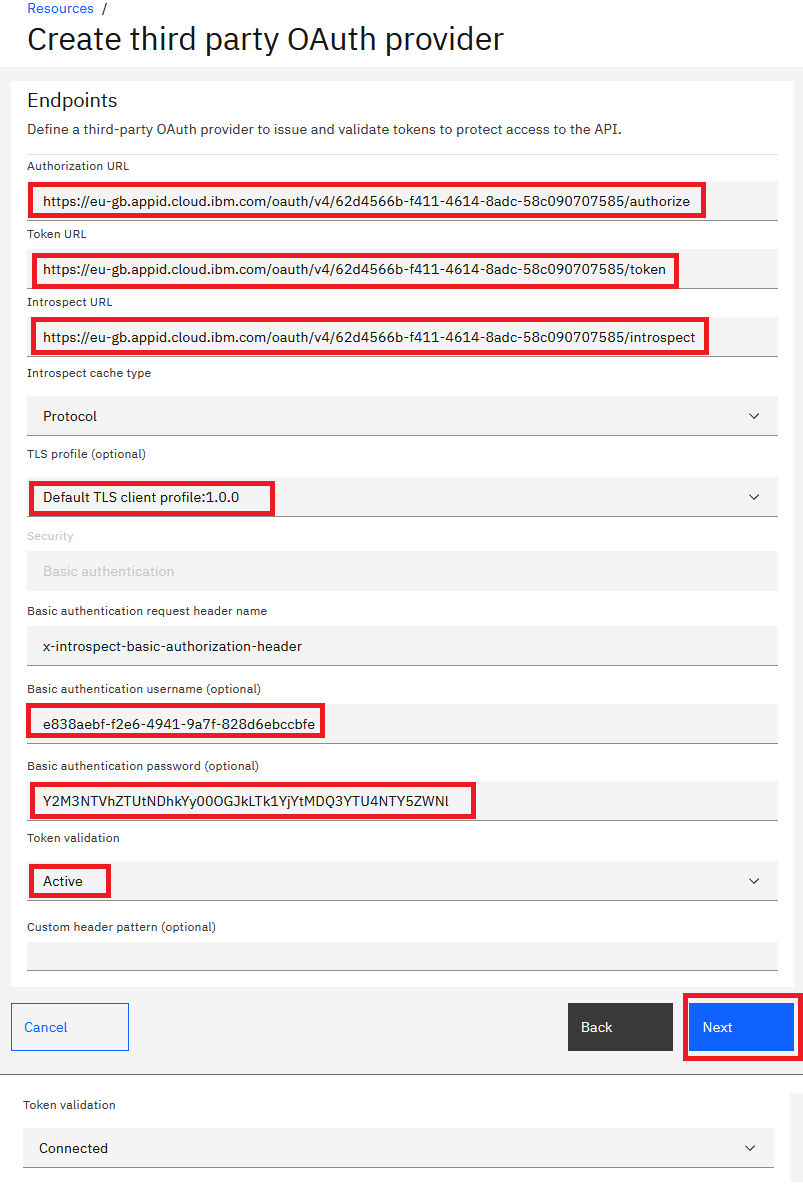 Resources /
Create third party OAuth provider
Endpoints
Define a third-party OAuth provider to issue and validate tokens to protect access to the API.
Authorization URL
https://eu-gb.appid.cloud.ibm.com/oauth/v4/62d4566b-f411-4614-8adc-58c090707585/authorize
Token URL
https://eu-gb.appid.cloud.ibm.com/oauth/v4/62d4566b-f411-4614-8adc-58c090707585/token
Introspect URL
https://eu-gb.appid.cloud.ibm.com/oauth/v4/62d4566b-f411-4614-8adc-58c090707585/introspect
Introspect cache type
Protocol
TLS profile (optional)
Default TLS client profile:1.0.0
Security
Basic authentication
Basic authentication request header name
x-introspect-basic-authorization-header
Basic authentication username (optional)
e838aebf-f2e6-4941-9a7f-828d6ebccbfe
Basic authentication password (optional)
Y2M3NTVhZTUtNDhkYy00OGJkLTk1YjYtMDQ3YTU4NTY5ZWNl
Token validation
Active
Custom header pattern (optional)
Cancel
Back
Next
Token validation
Connected